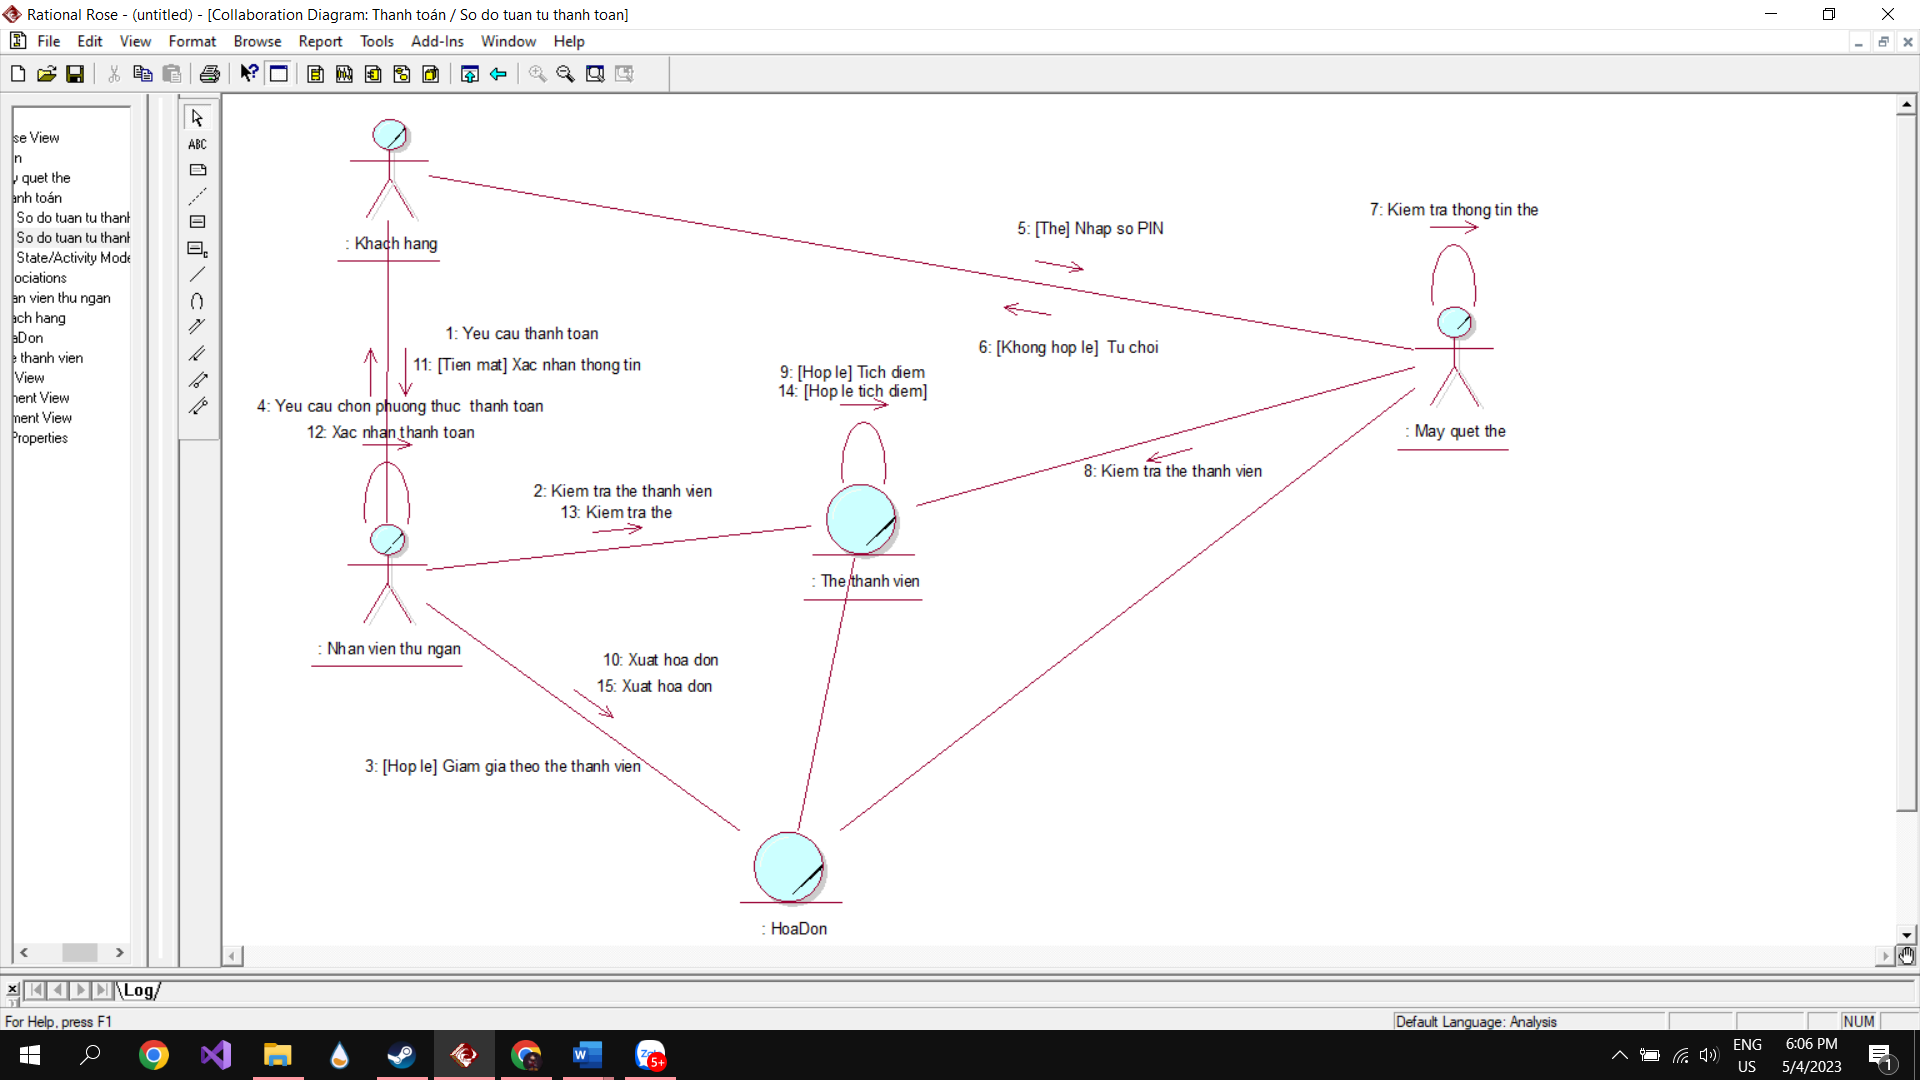 Rational Rose - (untitled) - [Collaboration Diagram: Thanh toán / So do tuan tu thanh toan]
File Edit View Format Browse Report Tools Add-Ins Window Help
se View
n
y quet the
anh toán
So do tuan tu thanh
So do tuan tu thanh
State/Activity Mode
ociations
an vien thu ngan
ach hang
aDon
e thanh vien
View
nent View
ment View
Properties
ABC
: Khach hang
5: [The] Nhap so PIN
7: Kiem tra thong tin the
1: Yeu cau thanh toan
11: [Tien mat] Xac nhan thong tin
6: [Khong hop le] Tu choi
9: [Hop le] Tich diem
14: [Hop le tich diem]
4: Yeu cau chon phuong thuc thanh toan
12: Xac nhan thanh toan
: May quet the
8: Kiem tra the thanh vien
2: Kiem tra the thanh vien
13: Kiem tra the
: The thanh vien
: Nhan vien thu ngan
10: Xuat hoa don
15: Xuat hoa don
3: [Hop le] Giam gia theo the thanh vien
: HoaDon
Log
For Help, press F1
Default Language: Analysis
NUM
5+
ENG
US
6:06 PM
5/4/2023
1